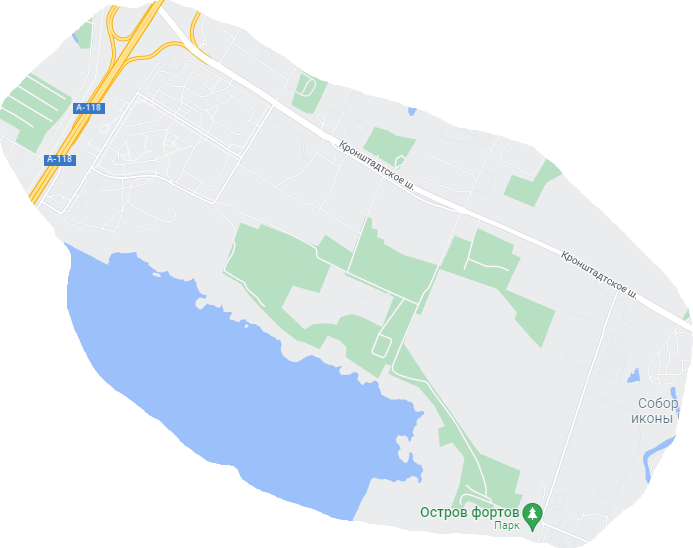 А-118
А-118
Кронштадтское ш.
Кронштадтское ш.
Собор
иконы
Остров фортов
Парк